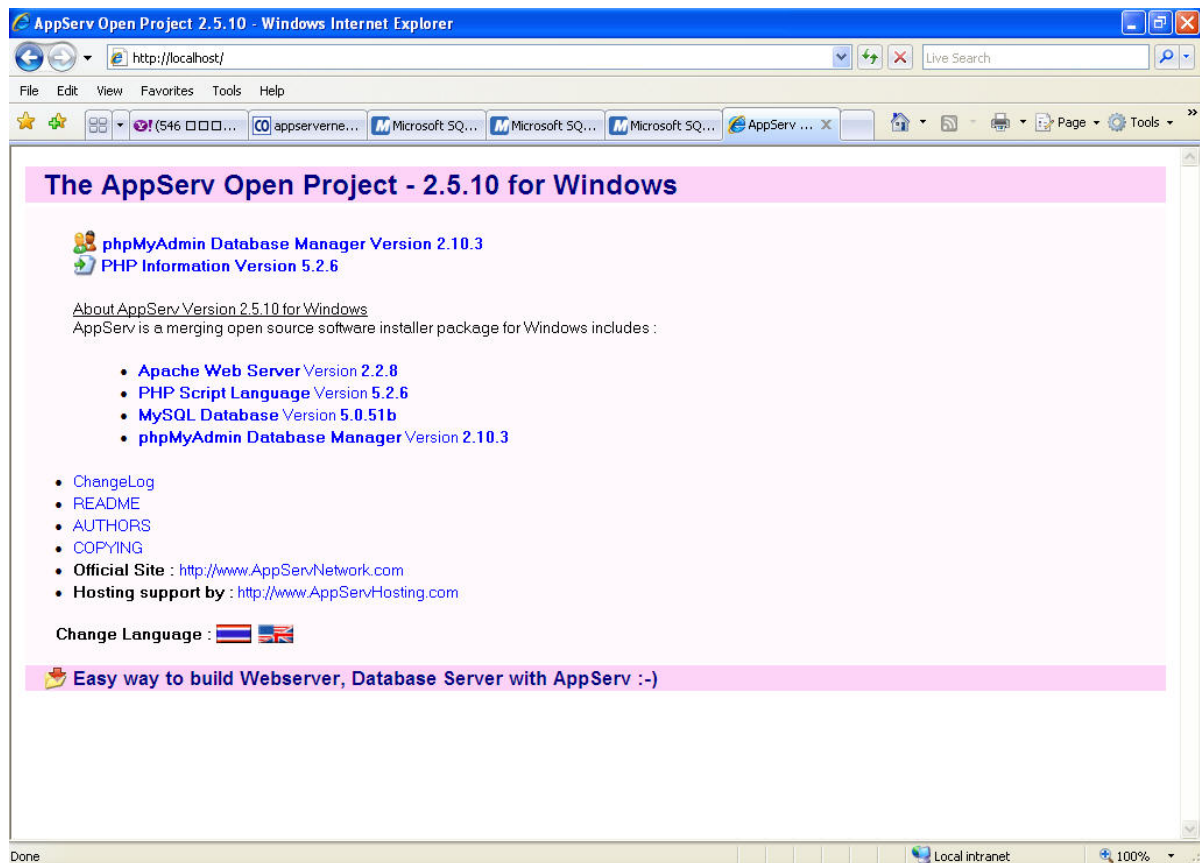 AppServ Open Project 2.5.10 - Windows Internet Explorer
http://localhost/
Live Search
File Edit View Favorites Tools Help
(546 □□□... appserverne... Microsoft SQ... Microsoft SQ... Microsoft SQ... AppServ ... Page Tools
The AppServ Open Project - 2.5.10 for Windows
phpMyAdmin Database Manager Version 2.10.3
PHP Information Version 5.2.6
About AppServ Version 2.5.10 for Windows
AppServ is a merging open source software installer package for Windows includes :
• Apache Web Server Version 2.2.8
• PHP Script Language Version 5.2.6
• MySQL Database Version 5.0.51b
• phpMyAdmin Database Manager Version 2.10.3
• ChangeLog
• README
• AUTHORS
• COPYING
• Official Site : http://www.AppServNetwork.com
• Hosting support by : http://www.AppServHosting.com
Change Language :
Easy way to build Webserver, Database Server with AppServ :-)
Done Local intranet 100%